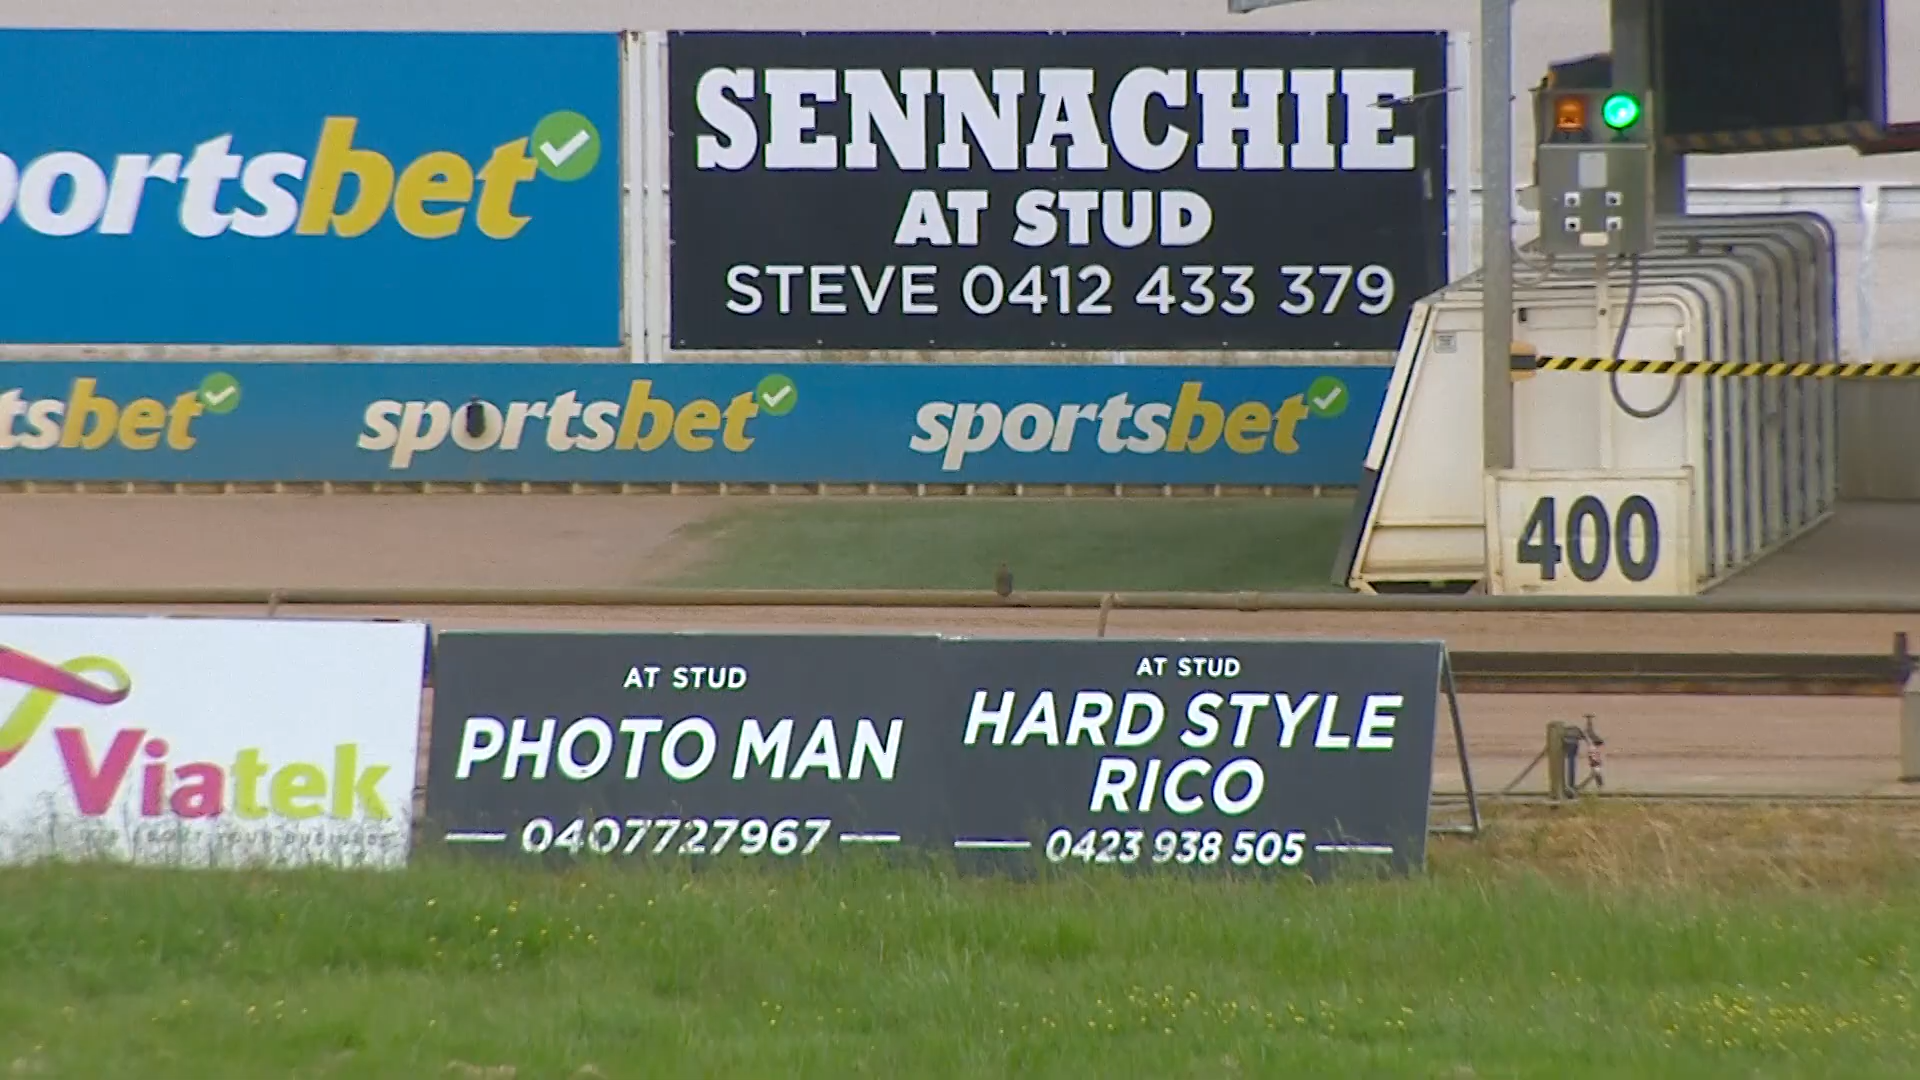 portsbet
SENNACHIE
AT STUD
STEVE 0412 433 379
tsbet
sportsbet
sportsbet
400
Viatek
AT STUD
PHOTO MAN
0407727967
AT STUD
HARD STYLE
RICO
0423 938 505